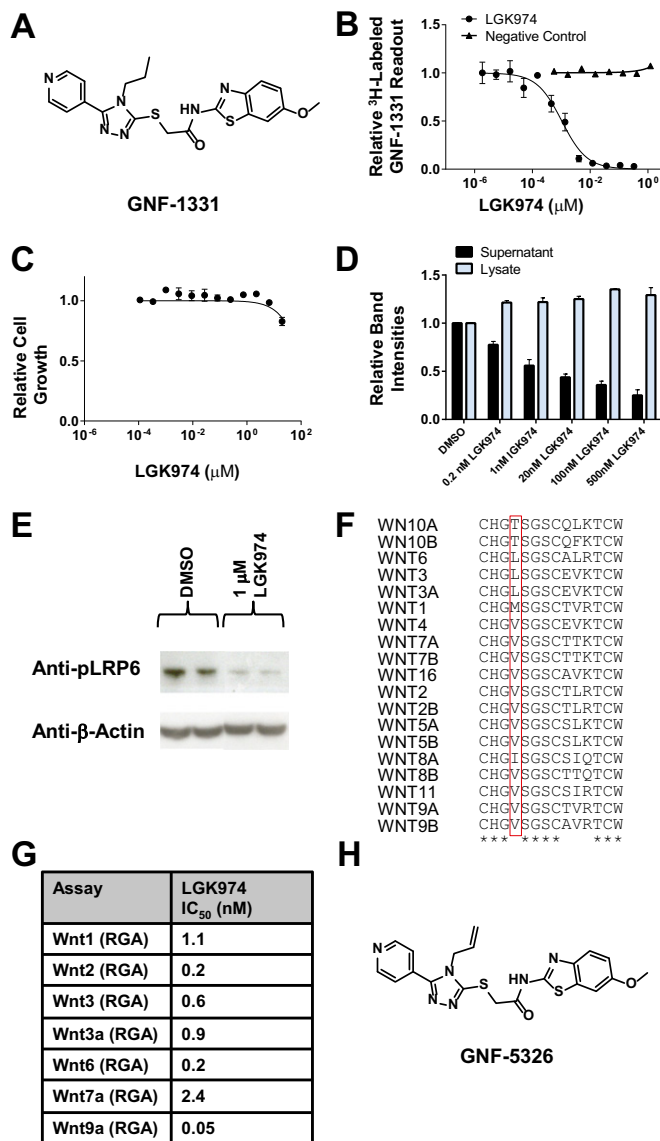 A
N
N
N
N
S
HN
O
N
S
O
GNF-1331
B
LGK974
Negative Control
Relative ³H-Labeled
GNF-1331 Readout
1.5
1.0
0.5
0.0
10⁻⁶ 10⁻⁴ 10⁻² 10⁰
LGK974 (μM)
C
Relative Cell
Growth
1.0
0.5
0.0
10⁻⁶ 10⁻⁴ 10⁻² 10⁰ 10²
LGK974 (μM)
D
Supernatant
Lysate
Relative Band
Intensities
1.5
1.0
0.5
0.0
DMSO
0.2 nM LGK974
1nM IGK974
20nM LGK974
100nM LGK974
500nM LGK974
E
DMSO
1 μM
LGK974
Anti-pLRP6
Anti-β-Actin
F
WN10A CHGTSGSCQLKTCW
WN10B CHGTSGSCQFKTCW
WNT6 CHGLSGSCALRTCW
WNT3 CHGLSGSCEVKTCW
WNT3A CHGLSGSCEVKTCW
WNT1 CHGMSGSCTVRTCW
WNT4 CHGVSGSCEVKTCW
WNT7A CHGVSGSCTTKTCW
WNT7B CHGVSGSCTTKTCW
WNT16 CHGVSGSCAVKTCW
WNT2 CHGVSGSCTLRTCW
WNT2B CHGVSGSCTLRTCW
WNT5A CHGVSGSCSLKTCW
WNT5B CHGVSGSCSLKTCW
WNT8A CHGISGSCSIQTCW
WNT8B CHGVSGSCTTQTCW
WNT11 CHGVSGSCSIRTCW
WNT9A CHGVSGSCTVRTCW
WNT9B CHGVSGSCAVRTCW
*** **** ***
G
Assay LGK974
IC₅₀ (nM)
Wnt1 (RGA) 1.1
Wnt2 (RGA) 0.2
Wnt3 (RGA) 0.6
Wnt3a (RGA) 0.9
Wnt6 (RGA) 0.2
Wnt7a (RGA) 2.4
Wnt9a (RGA) 0.05
H
N
N
N
N
S
HN
O
N
S
O
GNF-5326